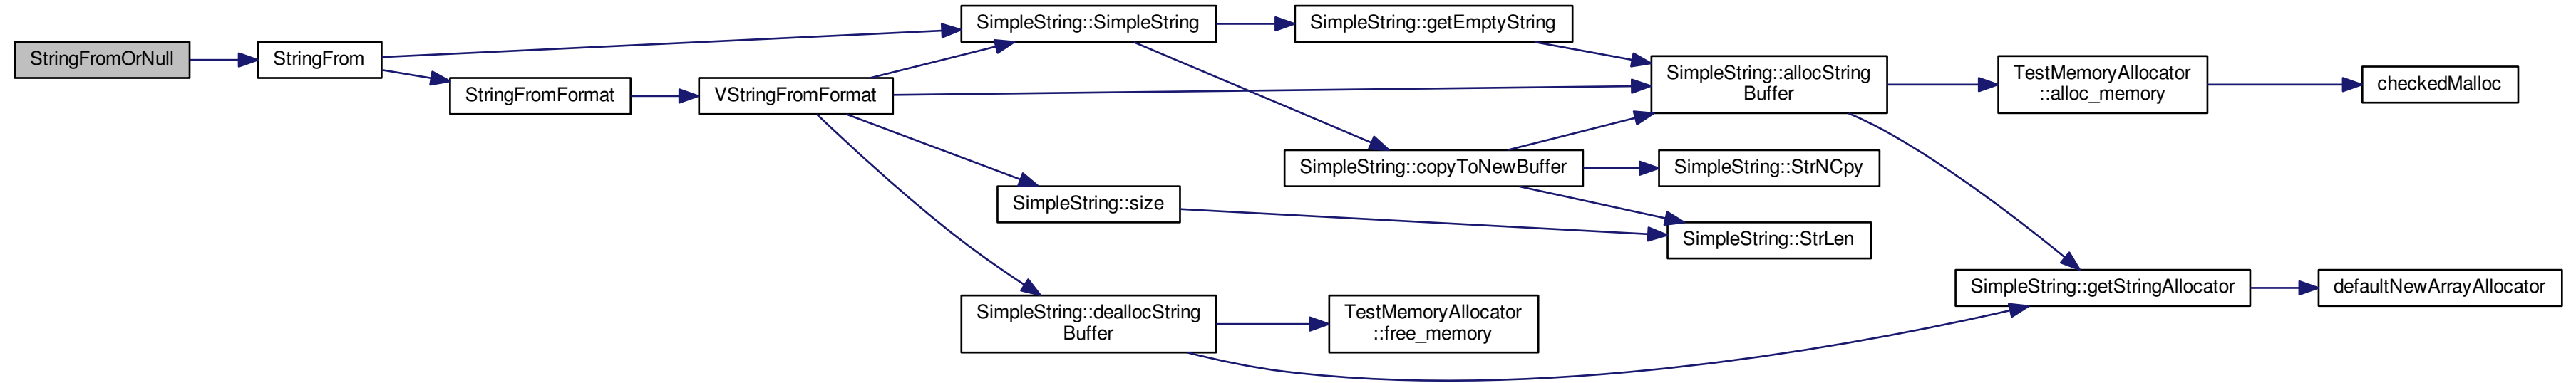 StringFromOrNull
StringFrom
StringFromFormat
VStringFromFormat
SimpleString::SimpleString
SimpleString::getEmptyString
SimpleString::copyToNewBuffer
SimpleString::size
SimpleString::deallocString
Buffer
TestMemoryAllocator
::free_memory
SimpleString::allocString
Buffer
SimpleString::StrNCpy
SimpleString::StrLen
TestMemoryAllocator
::alloc_memory
SimpleString::getStringAllocator
checkedMalloc
defaultNewArrayAllocator